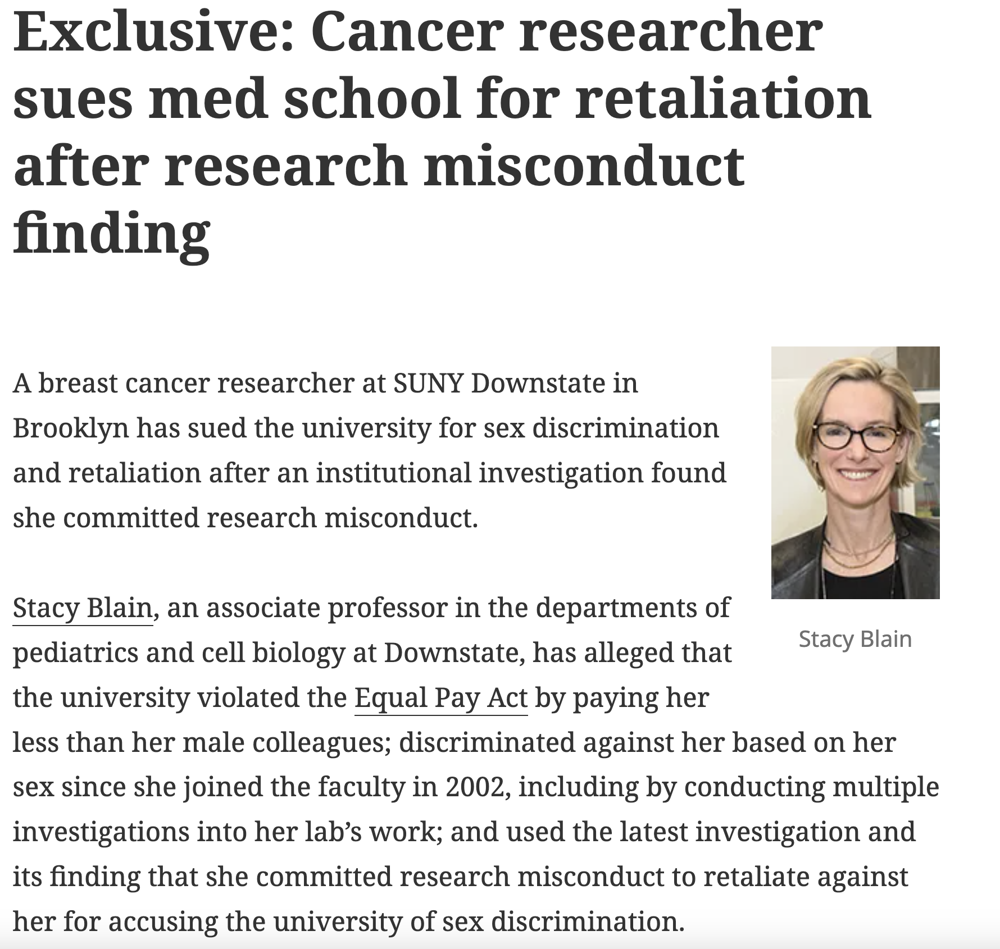 Exclusive: Cancer researcher
sues med school for retaliation
after research misconduct
finding
A breast cancer researcher at SUNY Downstate in
Brooklyn has sued the university for sex discrimination
and retaliation after an institutional investigation found
she committed research misconduct.
Stacy Blain, an associate professor in the departments of
pediatrics and cell biology at Downstate, has alleged that
the university violated the Equal Pay Act by paying her
less than her male colleagues; discriminated against her based on her
sex since she joined the faculty in 2002, including by conducting multiple
investigations into her lab’s work; and used the latest investigation and
its finding that she committed research misconduct to retaliate against
her for accusing the university of sex discrimination.
Stacy Blain